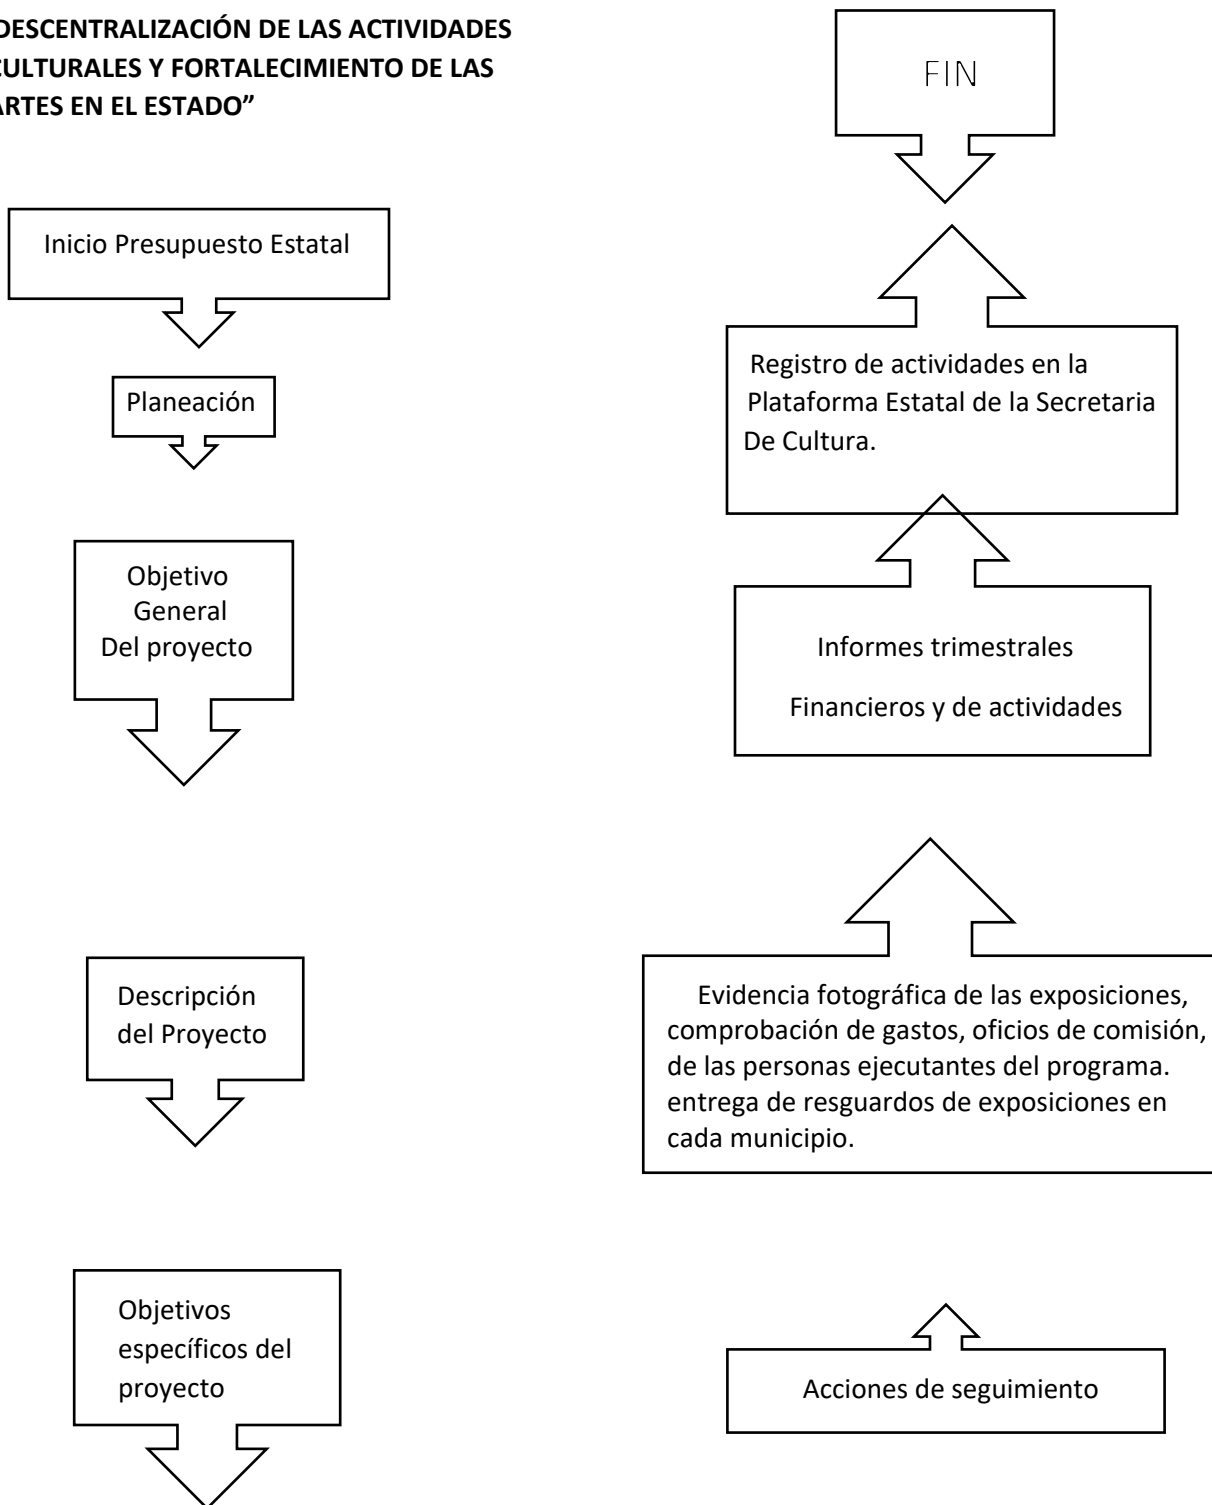 DESCENTRALIZACIÓN DE LAS ACTIVIDADES
CULTURALES Y FORTALECIMIENTO DE LAS
ARTES EN EL ESTADO”
Inicio Presupuesto Estatal
Planeación
Objetivo
General
Del proyecto
Descripción
del Proyecto
Objetivos
específicos del
proyecto
FIN
Registro de actividades en la
Plataforma Estatal de la Secretaria
De Cultura.
Informes trimestrales
Financieros y de actividades
Evidencia fotográfica de las exposiciones,
comprobación de gastos, oficios de comisión,
de las personas ejecutantes del programa.
entrega de resguardos de exposiciones en
cada municipio.
Acciones de seguimiento